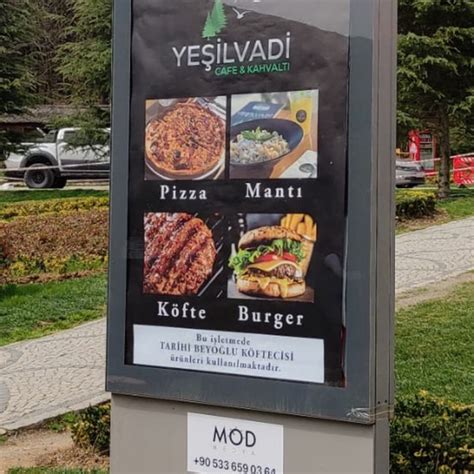 YEŞİLVADİ
CAFE & KAHVALTI
Pizza
Mantı
Köfte
Burger
Bu işletmede
TARİHİ BEYOĞLU KÖFTECİSİ
ürünleri kullanılmaktadır.
MOD
MEDYA
+90 533 659 03 64